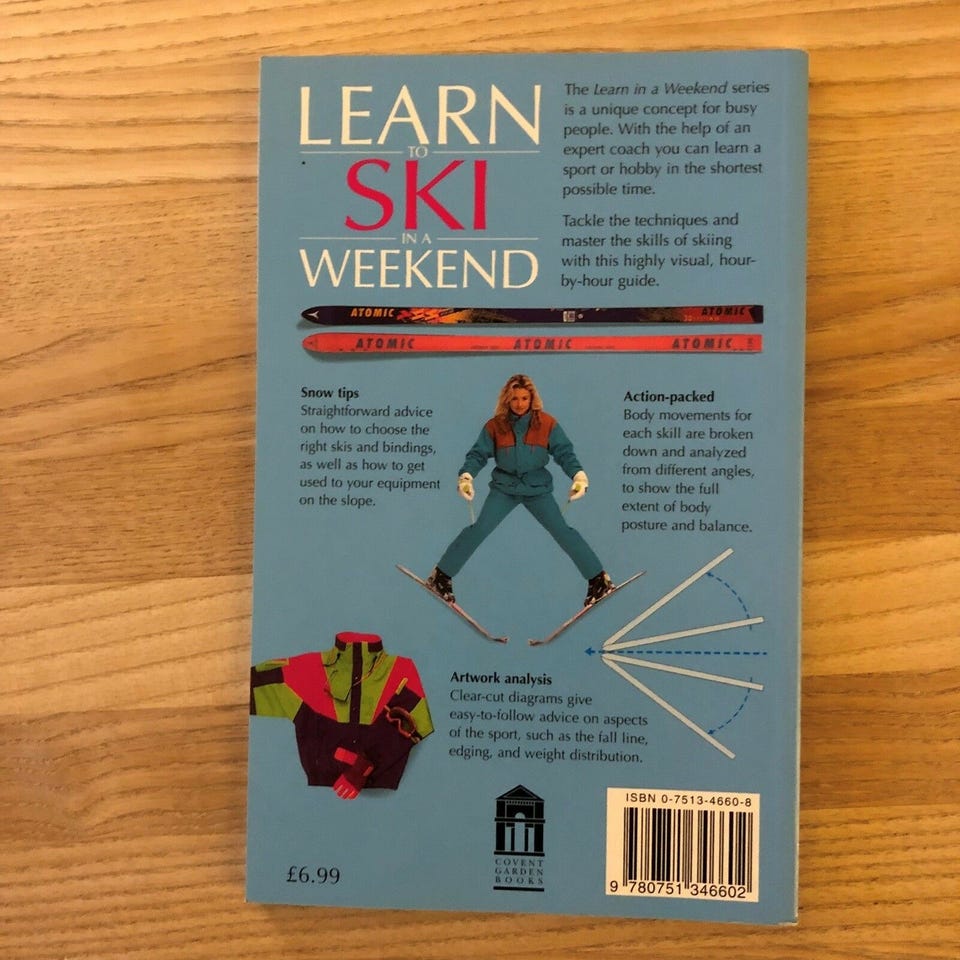 LEARN
TO
SKI
IN A
WEEKEND
The Learn in a Weekend series
is a unique concept for busy
people. With the help of an
expert coach you can learn a
sport or hobby in the shortest
possible time.
Tackle the techniques and
master the skills of skiing
with this highly visual, hour-
by-hour guide.
ATOMIC ATOMIC
ATOMIC ATOMIC ATOMIC
Snow tips
Straightforward advice
on how to choose the
right skis and bindings,
as well as how to get
used to your equipment
on the slope.
Action-packed
Body movements for
each skill are broken
down and analyzed
from different angles,
to show the full
extent of body
posture and balance.
Artwork analysis
Clear-cut diagrams give
easy-to-follow advice on aspects
of the sport, such as the fall line,
edging, and weight distribution.
£6.99
COVENT
GARDEN
BOOKS
ISBN 0-7513-4660-8
9 780751 346602